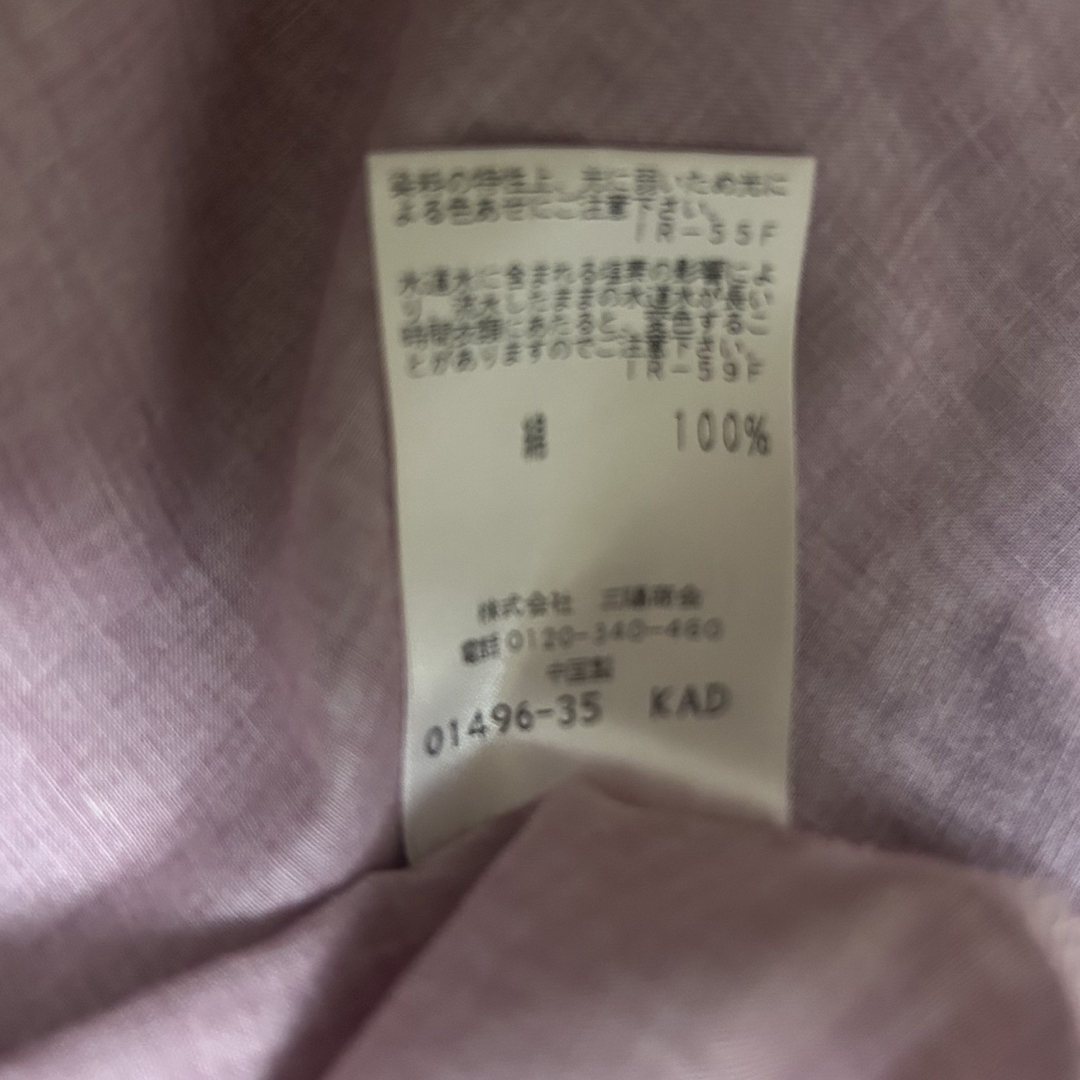 染料の特性上、光に弱いため光に
よる色あせにご注意下さい。
IR-55F
水道水に含まれる塩素の影響によ
り、洗火したままの水道水が長い
時間衣類にあたると、変色するこ
とがありますのでご注意下さい。
IR-59F
綿 100%
株式会社 三陽商会
電話0120-340-460
中国製
01496-35 KAD